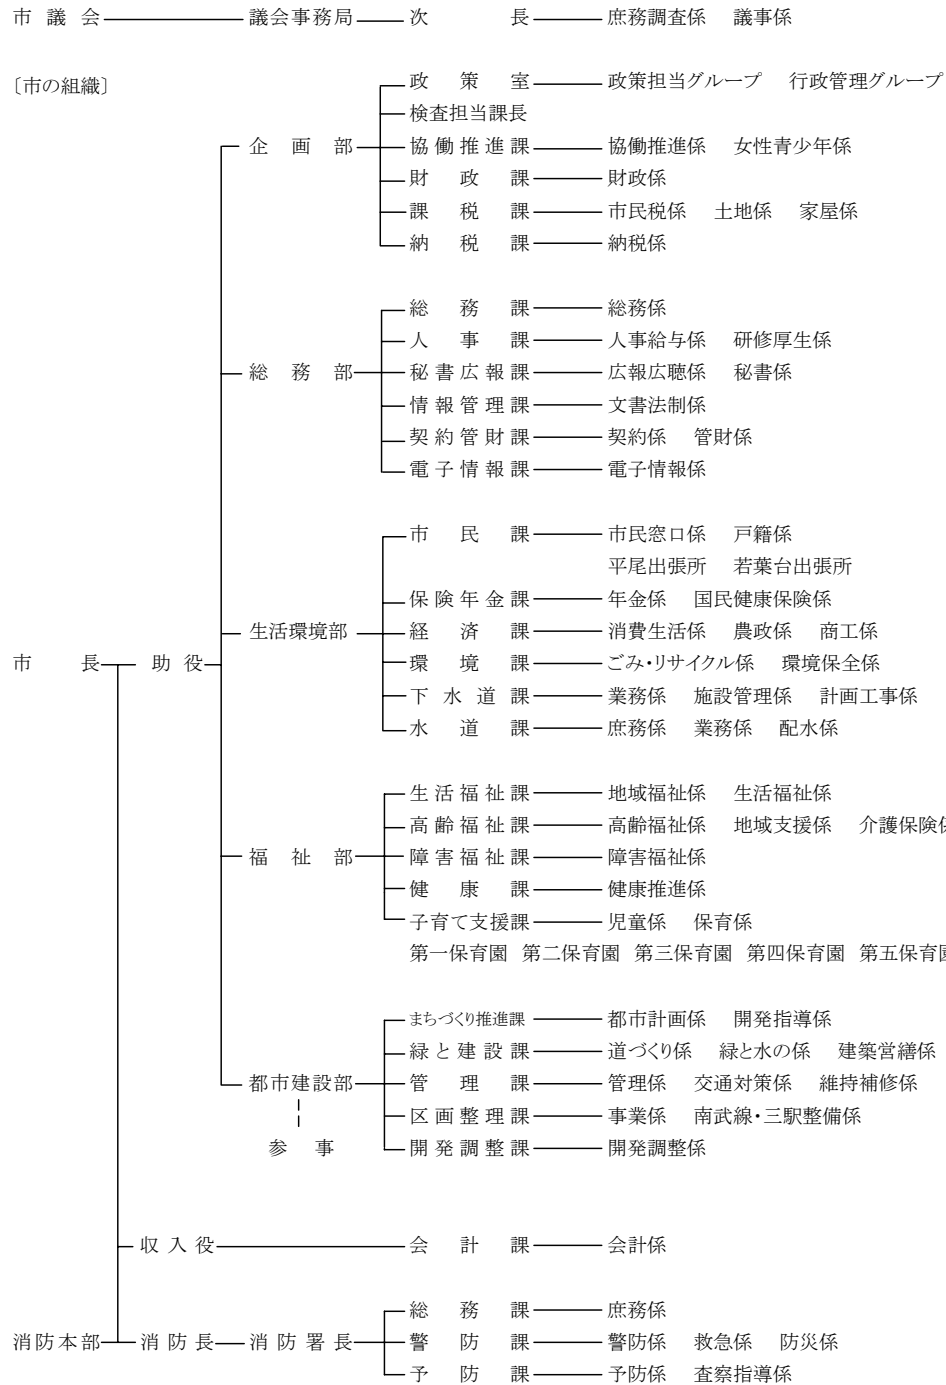 市議会 議会事務局 次長 庶務調査係 議事係
〔市の組織〕
政策室 政策担当グループ 行政管理グループ
検査担当課長
企画部 協働推進課 協働推進係 女性青少年係
財政課 財政係
課税課 市民税係 土地係 家屋係
納税課 納税係
総務課 総務係
人事課 人事給与係 研修厚生係
総務部 秘書広報課 広報広聴係 秘書係
情報管理課 文書法制係
契約管財課 契約係 管財係
電子情報課 電子情報係
市民課 市民窓口係 戸籍係
平尾出張所 若葉台出張所
保険年金課 年金係 国民健康保険係
生活環境部 経済課 消費生活係 農政係 商工係
市長 助役 環境課 ごみ・リサイクル係 環境保全係
下水道課 業務係 施設管理係 計画工事係
水道課 庶務係 業務係 配水係
生活福祉課 地域福祉係 生活福祉係
高齢福祉課 高齢福祉係 地域支援係 介護保険係
福祉部 障害福祉課 障害福祉係
健康課 健康推進係
子育て支援課 児童係 保育係
第一保育園 第二保育園 第三保育園 第四保育園 第五保育園
まちづくり推進課 都市計画係 開発指導係
緑と建設課 道づくり係 緑と水の係 建築営繕係
都市建設部 管理課 管理係 交通対策係 維持補修係
区画整理課 事業係 南武線・三駅整備係
参事 開発調整課 開発調整係
収入役 会計課 会計係
総務課 庶務係
消防本部 消防長 消防署長 警防課 警防係 救急係 防災係
予防課 予防係 査察指導係